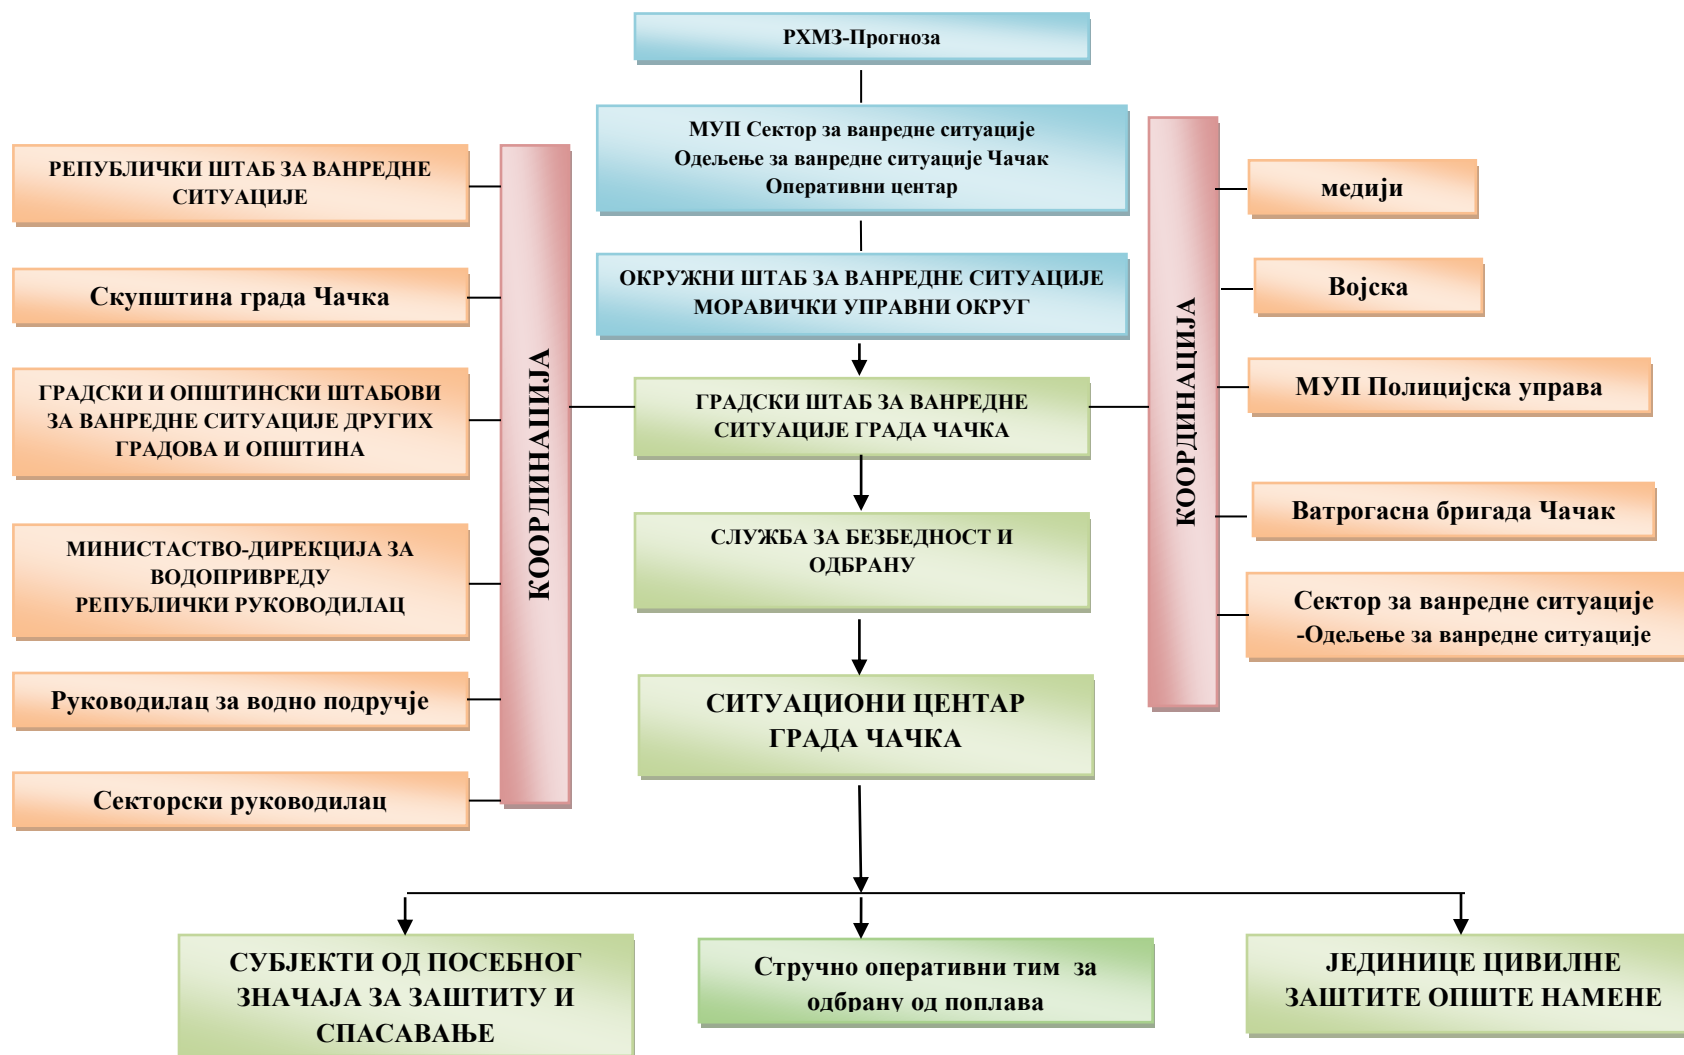 РХМЗ-Прогноза
МУП Сектор за ванредне ситуације
Одељење за ванредне ситуације Чачак
Оперативни центар
РЕПУБЛИЧКИ ШТАБ ЗА ВАНРЕДНЕ
СИТУАЦИЈЕ
Скупштина града Чачка
ГРАДСКИ И ОПШТИНСКИ ШТАБОВИ
ЗА ВАНРЕДНЕ СИТУАЦИЈЕ ДРУГИХ
ГРАДОВА И ОПШТИНА
МИНИСТАСТВО-ДИРЕКЦИЈА ЗА
ВОДОПРИВРЕДУ
РЕПУБЛИЧКИ РУКОВОДИЛАЦ
Руководилац за водно подручје
Секторски руководилац
КООРДИНАЦИЈА
ОКРУЖНИ ШТАБ ЗА ВАНРЕДНЕ СИТУАЦИЈЕ
МОРАВИЧКИ УПРАВНИ ОКРУГ
ГРАДСКИ ШТАБ ЗА ВАНРЕДНЕ
СИТУАЦИЈЕ ГРАДА ЧАЧКА
СЛУЖБА ЗА БЕЗБЕДНОСТ И
ОДБРАНУ
СИТУАЦИОНИ ЦЕНТАР
ГРАДА ЧАЧКА
КООРДИНАЦИЈА
медији
Војска
МУП Полицијска управа
Ватрогасна бригада Чачак
Сектор за ванредне ситуације
-Одељење за ванредне ситуације
СУБЈЕКТИ ОД ПОСЕБНОГ
ЗНАЧАЈА ЗА ЗАШТИТУ И
СПАСАВАЊЕ
Стручно оперативни тим за
одбрану од поплава
ЈЕДИНИЦЕ ЦИВИЛНЕ
ЗАШТИТЕ ОПШТЕ НАМЕНЕ